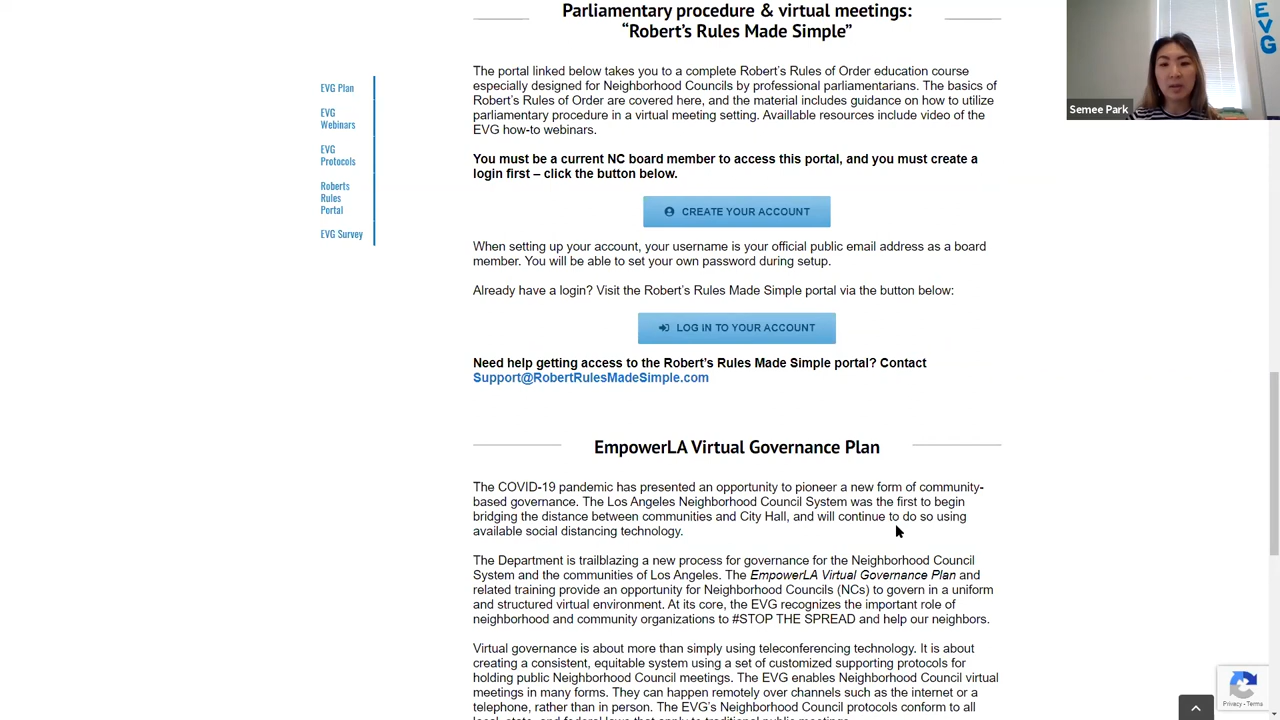 Parliamentary procedure & virtual meetings:
“Robert’s Rules Made Simple”
EVG
Semee Park
The portal linked below takes you to a complete Robert’s Rules of Order education course
especially designed for Neighborhood Councils by professional parliamentarians. The basics of
Robert’s Rules of Order are covered here, and the material includes guidance on how to utilize
parliamentary procedure in a virtual meeting setting. Availlable resources include video of the
EVG how-to webinars.
EVG Plan
EVG
Webinars
EVG
Protocols
Roberts
Rules
Portal
EVG Survey
You must be a current NC board member to access this portal, and you must create a
login first – click the button below.
CREATE YOUR ACCOUNT
When setting up your account, your username is your official public email address as a board
member. You will be able to set your own password during setup.
Already have a login? Visit the Robert’s Rules Made Simple portal via the button below:
LOG IN TO YOUR ACCOUNT
Need help getting access to the Robert’s Rules Made Simple portal? Contact
Support@RobertRulesMadeSimple.com
EmpowerLA Virtual Governance Plan
The COVID-19 pandemic has presented an opportunity to pioneer a new form of community-
based governance. The Los Angeles Neighborhood Council System was the first to begin
bridging the distance between communities and City Hall, and will continue to do so using
available social distancing technology.
The Department is trailblazing a new process for governance for the Neighborhood Council
System and the communities of Los Angeles. The EmpowerLA Virtual Governance Plan and
related training provide an opportunity for Neighborhood Councils (NCs) to govern in a uniform
and structured virtual environment. At its core, the EVG recognizes the important role of
neighborhood and community organizations to #STOP THE SPREAD and help our neighbors.
Virtual governance is about more than simply using teleconferencing technology. It is about
creating a consistent, equitable system using a set of customized supporting protocols for
holding public Neighborhood Council meetings. The EVG enables Neighborhood Council virtual
meetings in many forms. They can happen remotely over channels such as the internet or a
telephone, rather than in person. The EVG’s Neighborhood Council protocols conform to all
local, state, and federal laws that apply to traditional public meetings.
Privacy - Terms